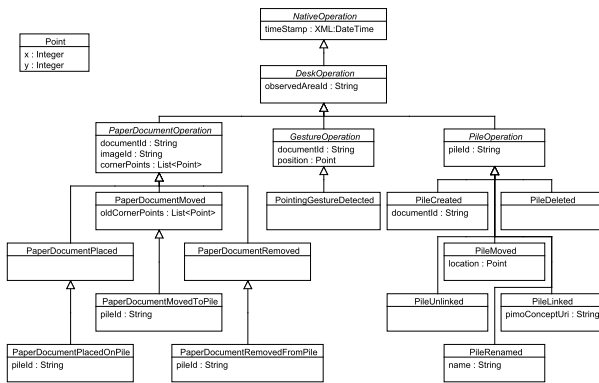 NativeOperation
timeStamp : XML:DateTime
Point
x : Integer
y : Integer
DeskOperation
observedAreaId : String
PaperDocumentOperation
documentId : String
imageId : String
cornerPoints : List<Point>
GestureOperation
documentId : String
position : Point
PileOperation
pileId : String
PaperDocumentMoved
oldCornerPoints : List<Point>
PointingGestureDetected
PileCreated
documentId : String
PileDeleted
PaperDocumentPlaced
PaperDocumentRemoved
PileMoved
location : Point
PaperDocumentMovedToPile
pileId : String
PileUnlinked
PileLinked
pimoConceptUri : String
PaperDocumentPlacedOnPile
pileId : String
PaperDocumentRemovedFromPile
pileId : String
PileRenamed
name : String